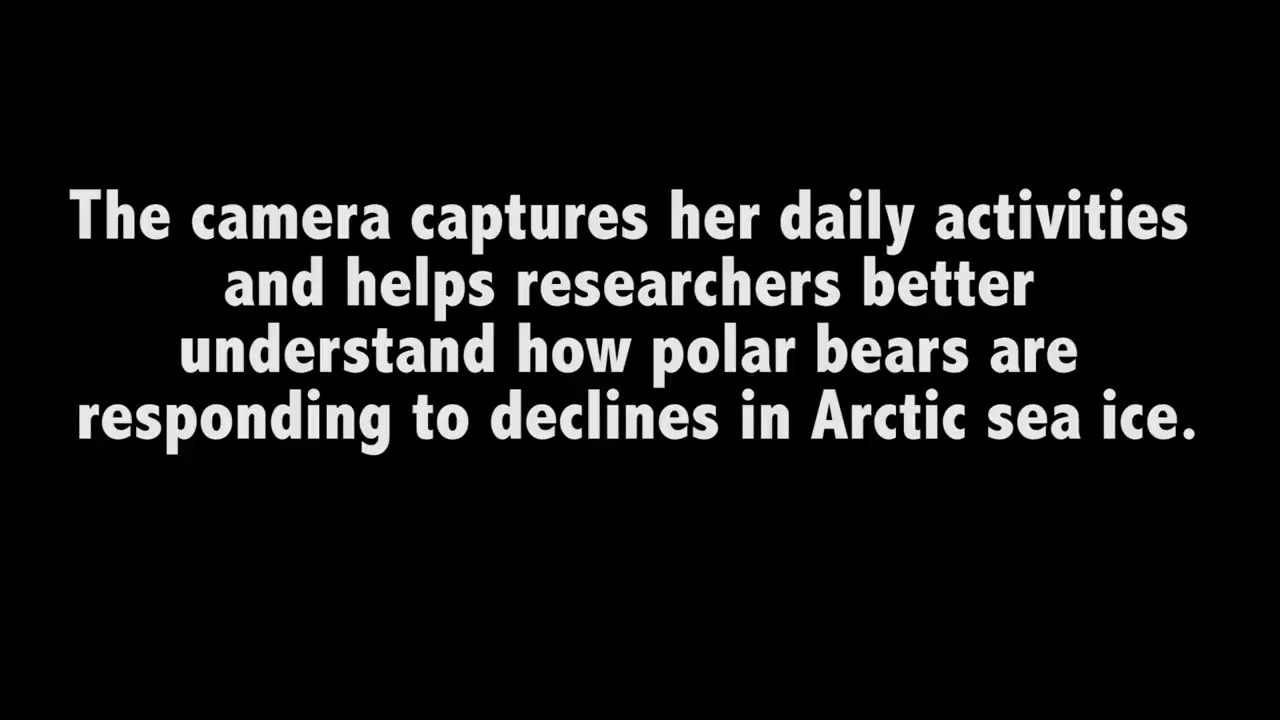 The camera captures her daily activities
and helps researchers better
understand how polar bears are
responding to declines in Arctic sea ice.